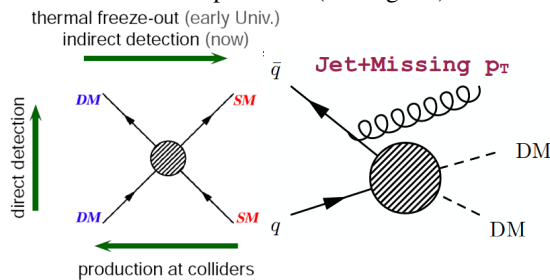 thermal freeze-out (early Univ.)
indirect detection (now)
direct detection
DM
SM
DM
SM
production at colliders
q̄
Jet+Missing pT
DM
q
DM